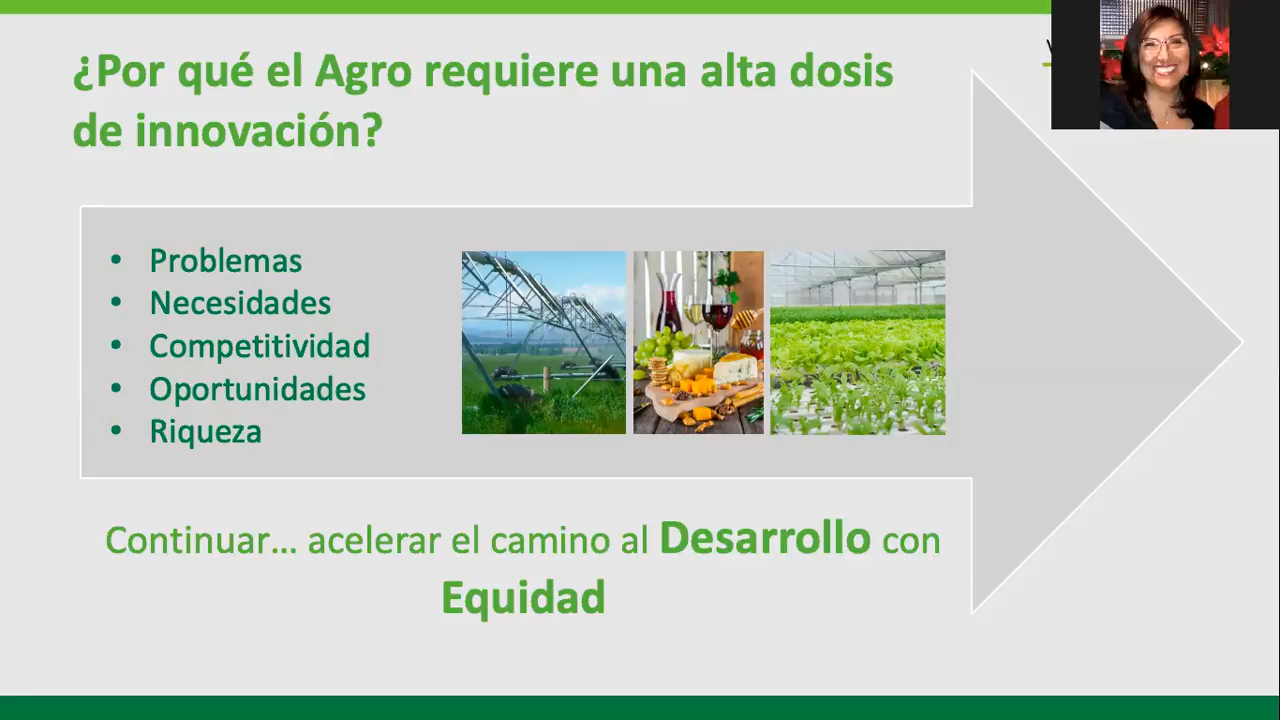 ¿Por qué el Agro requiere una alta dosis
de innovación?
• Problemas
• Necesidades
• Competitividad
• Oportunidades
• Riqueza
Continuar... acelerar el camino al Desarrollo con
Equidad